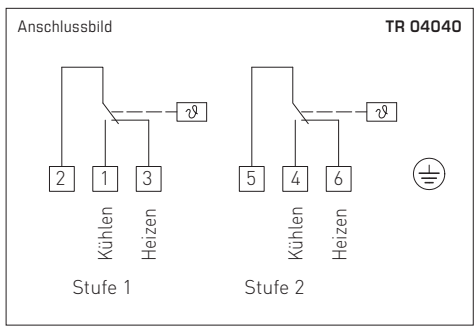 Anschlussbild TR 04040
ϑ ϑ
2 1 3 5 4 6
Kühlen Heizen Kühlen Heizen
Stufe 1 Stufe 2